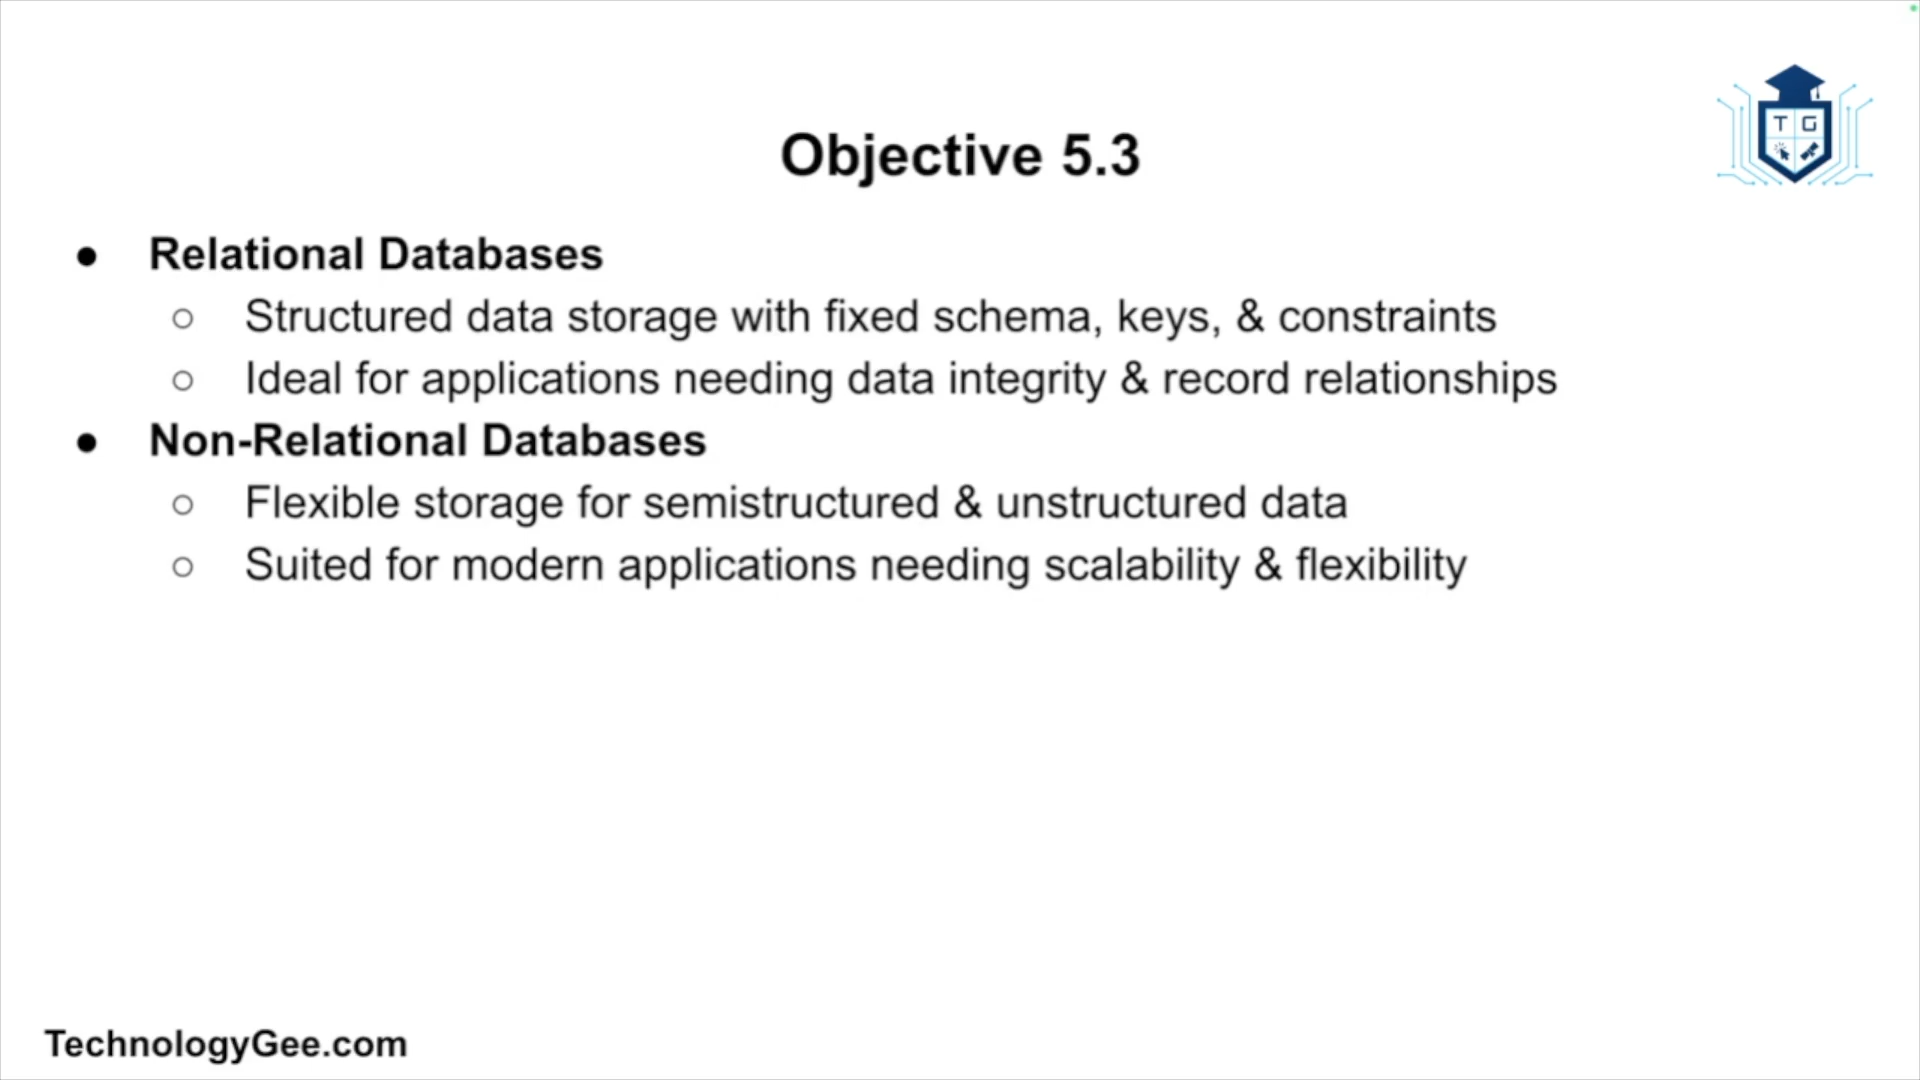 T G
Objective 5.3
● Relational Databases
○ Structured data storage with fixed schema, keys, & constraints
○ Ideal for applications needing data integrity & record relationships
● Non-Relational Databases
○ Flexible storage for semistructured & unstructured data
○ Suited for modern applications needing scalability & flexibility
TechnologyGee.com